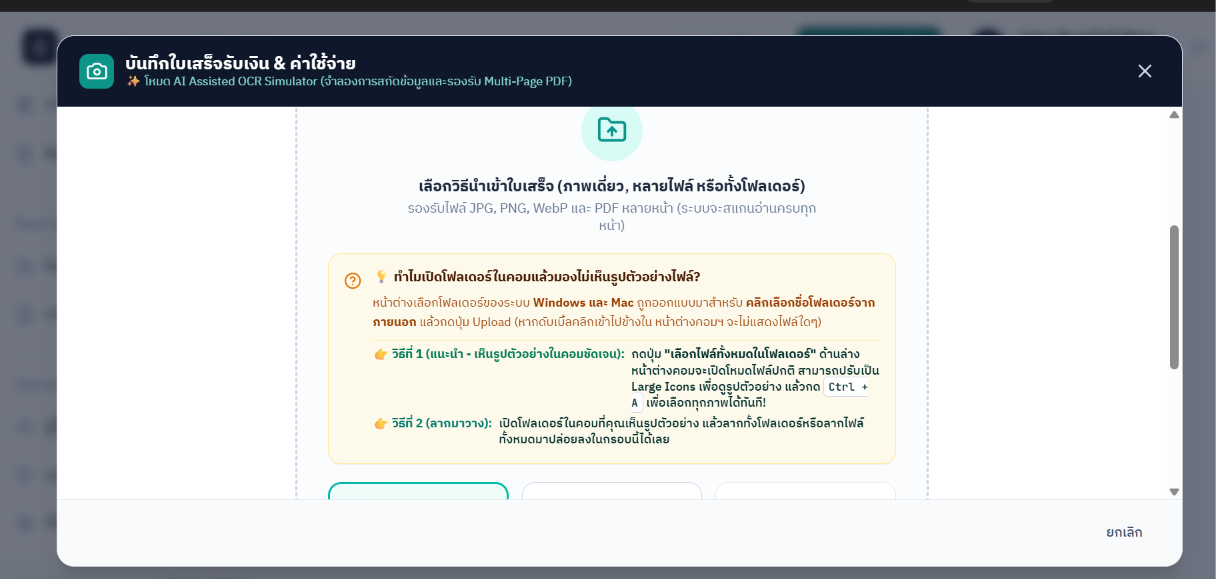 บันทึกใบเสร็จรับเงิน & ค่าใช้จ่าย
✨ โหมด AI Assisted OCR Simulator (จำลองการสกัดข้อมูลและรองรับ Multi-Page PDF)
เลือกวิธีนำเข้าใบเสร็จ (ภาพเดี่ยว, หลายไฟล์ หรือทั้งโฟลเดอร์)
รองรับไฟล์ JPG, PNG, WebP และ PDF หลายหน้า (ระบบจะสแกนอ่านครบทุก
หน้า)
💡 ทำไมเปิดโฟลเดอร์ในคอมแล้วมองไม่เห็นรูปตัวอย่างไฟล์?
หน้าต่างเลือกโฟลเดอร์ของระบบ Windows และ Mac ถูกออกแบบมาสำหรับ คลิกเลือกชื่อโฟลเดอร์จาก
ภายนอก แล้วกดปุ่ม Upload (หากดับเบิ้ลคลิกเข้าไปข้างใน หน้าต่างคอมฯ จะไม่แสดงไฟล์ใดๆ)
👉 วิธีที่ 1 (แนะนำ - เห็นรูปตัวอย่างในคอมชัดเจน): กดปุ่ม "เลือกไฟล์ทั้งหมดในโฟลเดอร์" ด้านล่าง
หน้าต่างคอมจะเปิดโหมดไฟล์ปกติ สามารถปรับเป็น
Large Icons เพื่อดูรูปตัวอย่าง แล้วกด Ctrl +
A เพื่อเลือกทุกภาพได้ทันที!
👉 วิธีที่ 2 (ลากมาวาง): เปิดโฟลเดอร์ในคอมที่คุณเห็นรูปตัวอย่าง แล้วลากทั้งโฟลเดอร์หรือลากไฟล์
ทั้งหมดมาปล่อยลงในกรอบนี้ได้เลย
ยกเลิก